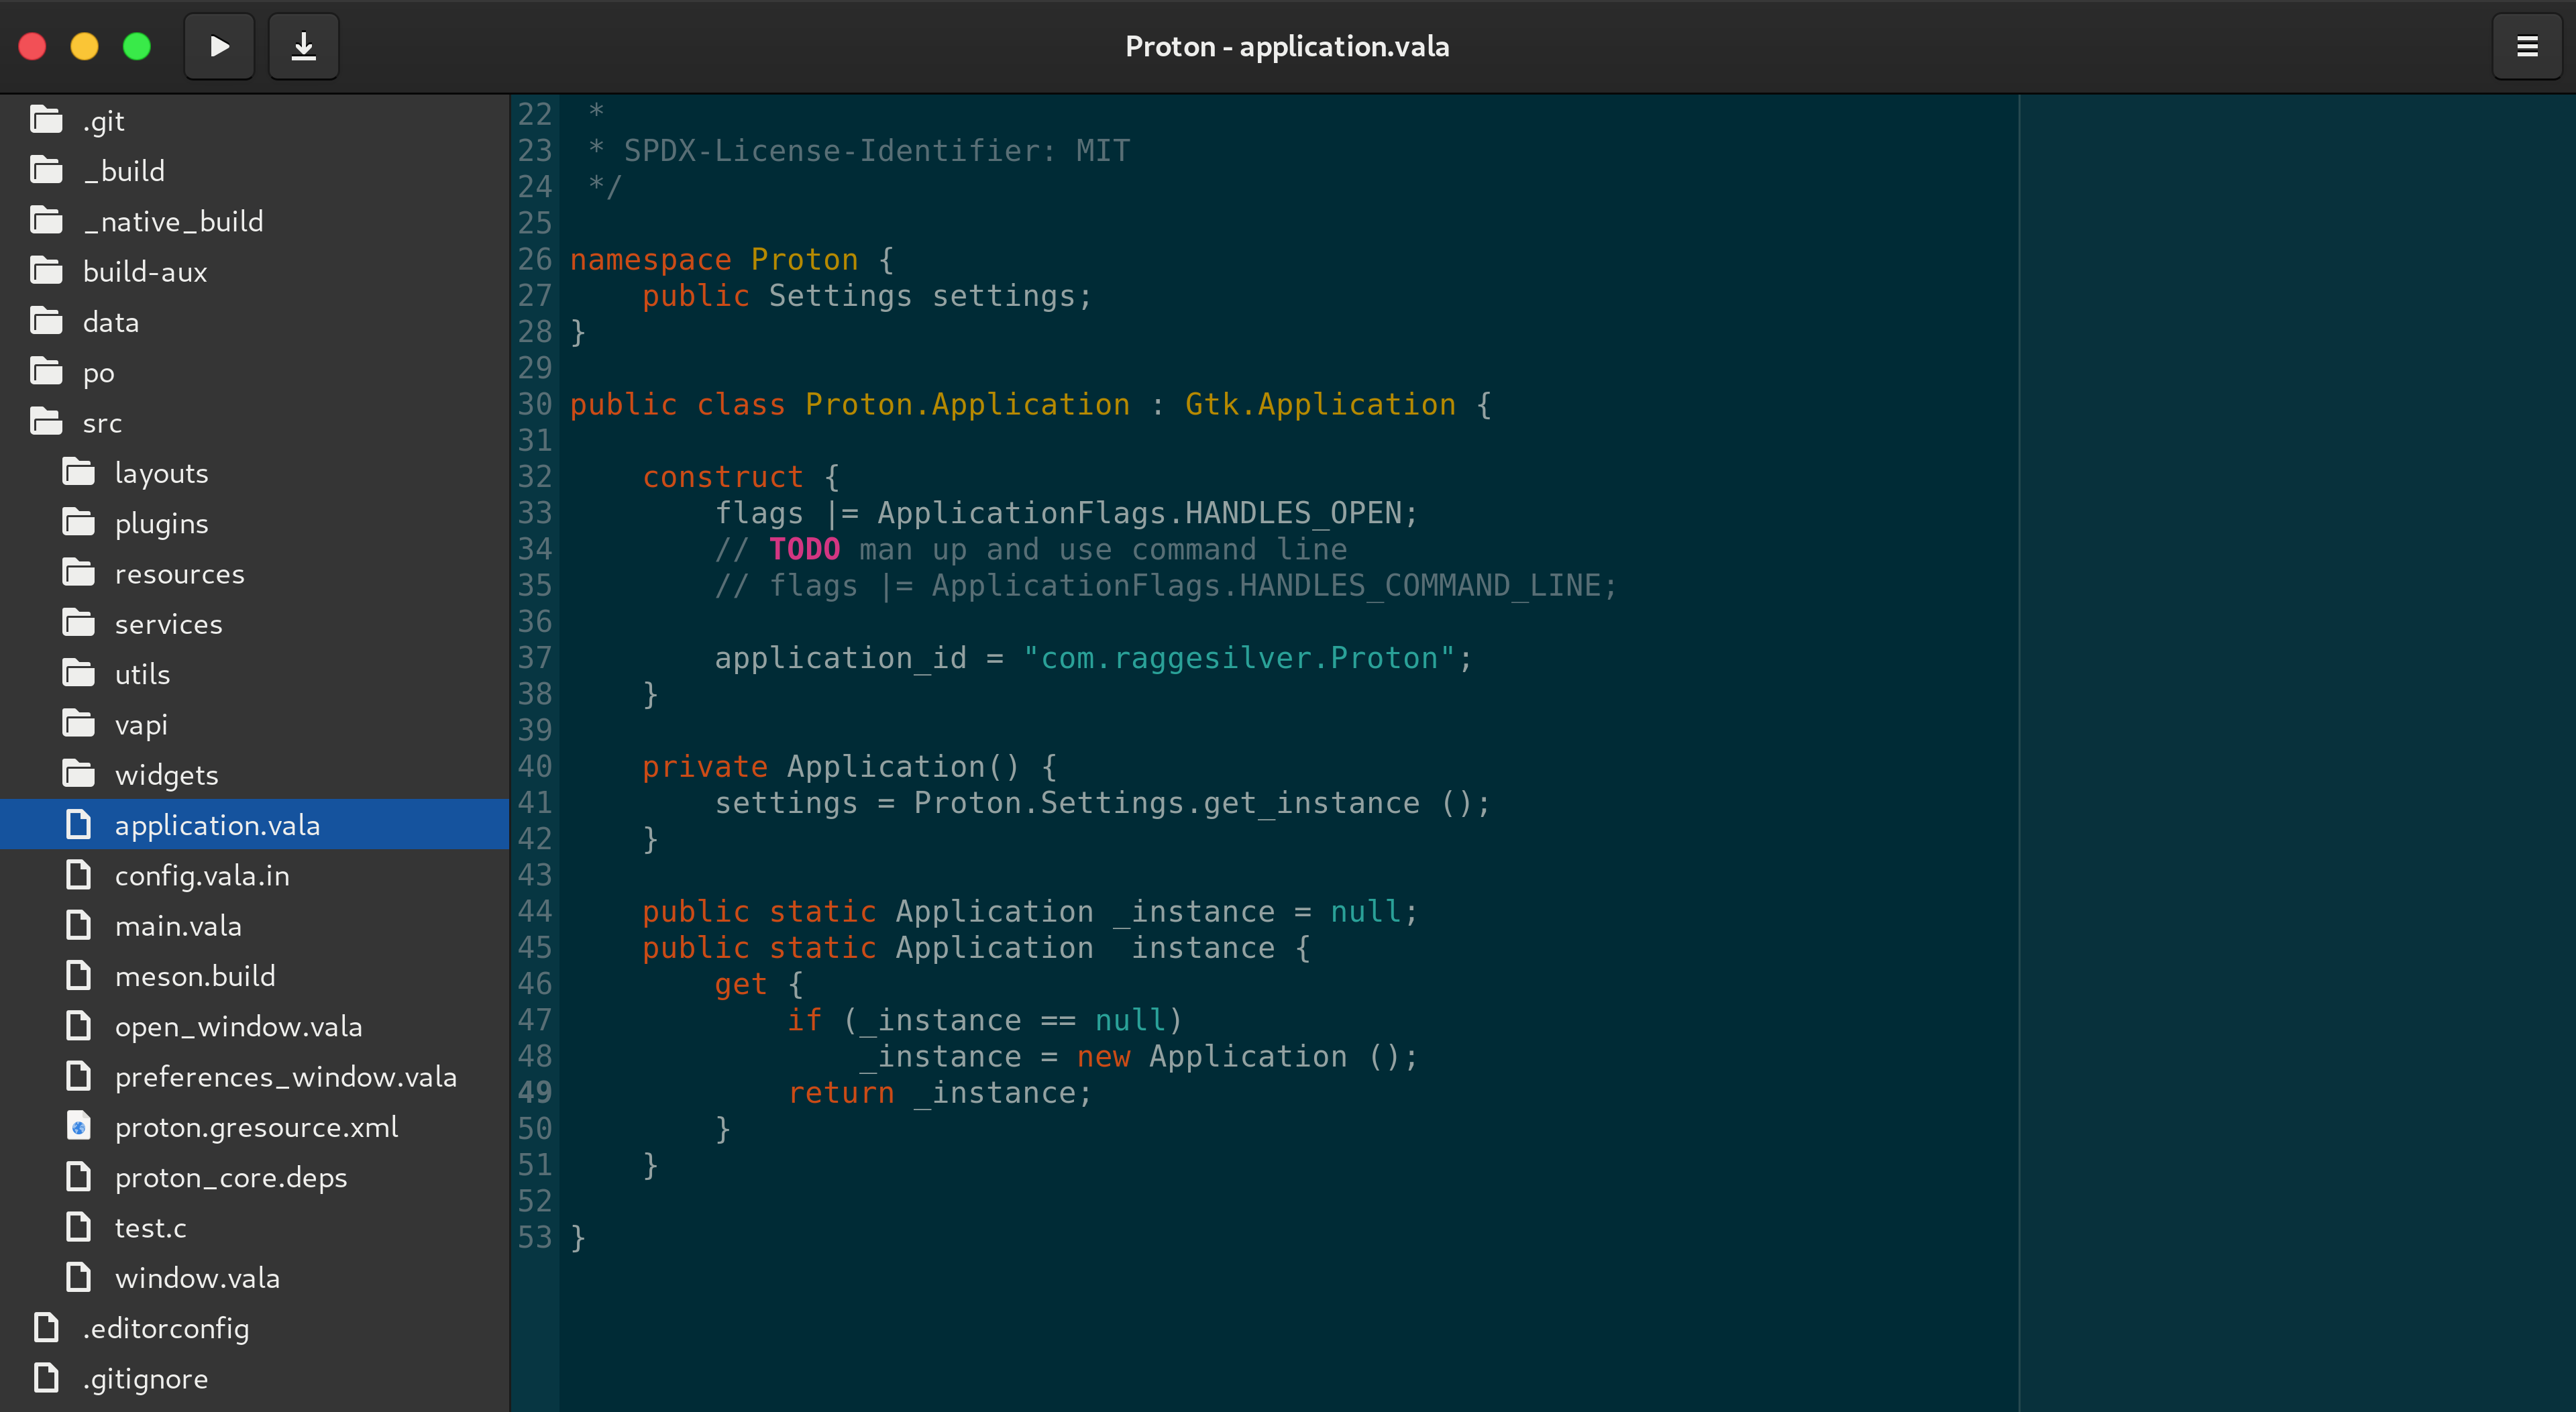 Proton - application.vala
.git
_build
_native_build
build-aux
data
po
src
layouts
plugins
resources
services
utils
vapi
widgets
application.vala
config.vala.in
main.vala
meson.build
open_window.vala
preferences_window.vala
proton.gresource.xml
proton_core.deps
test.c
window.vala
.editorconfig
.gitignore
22  *
23  * SPDX-License-Identifier: MIT
24  */
25
26 namespace Proton {
27     public Settings settings;
28 }
29
30 public class Proton.Application : Gtk.Application {
31
32     construct {
33         flags |= ApplicationFlags.HANDLES_OPEN;
34         // TODO man up and use command line
35         // flags |= ApplicationFlags.HANDLES_COMMAND_LINE;
36
37         application_id = "com.raggesilver.Proton";
38     }
39
40     private Application() {
41         settings = Proton.Settings.get_instance ();
42     }
43
44     public static Application _instance = null;
45     public static Application  instance {
46         get {
47             if (_instance == null)
48                 _instance = new Application ();
49             return _instance;
50         }
51     }
52
53 }